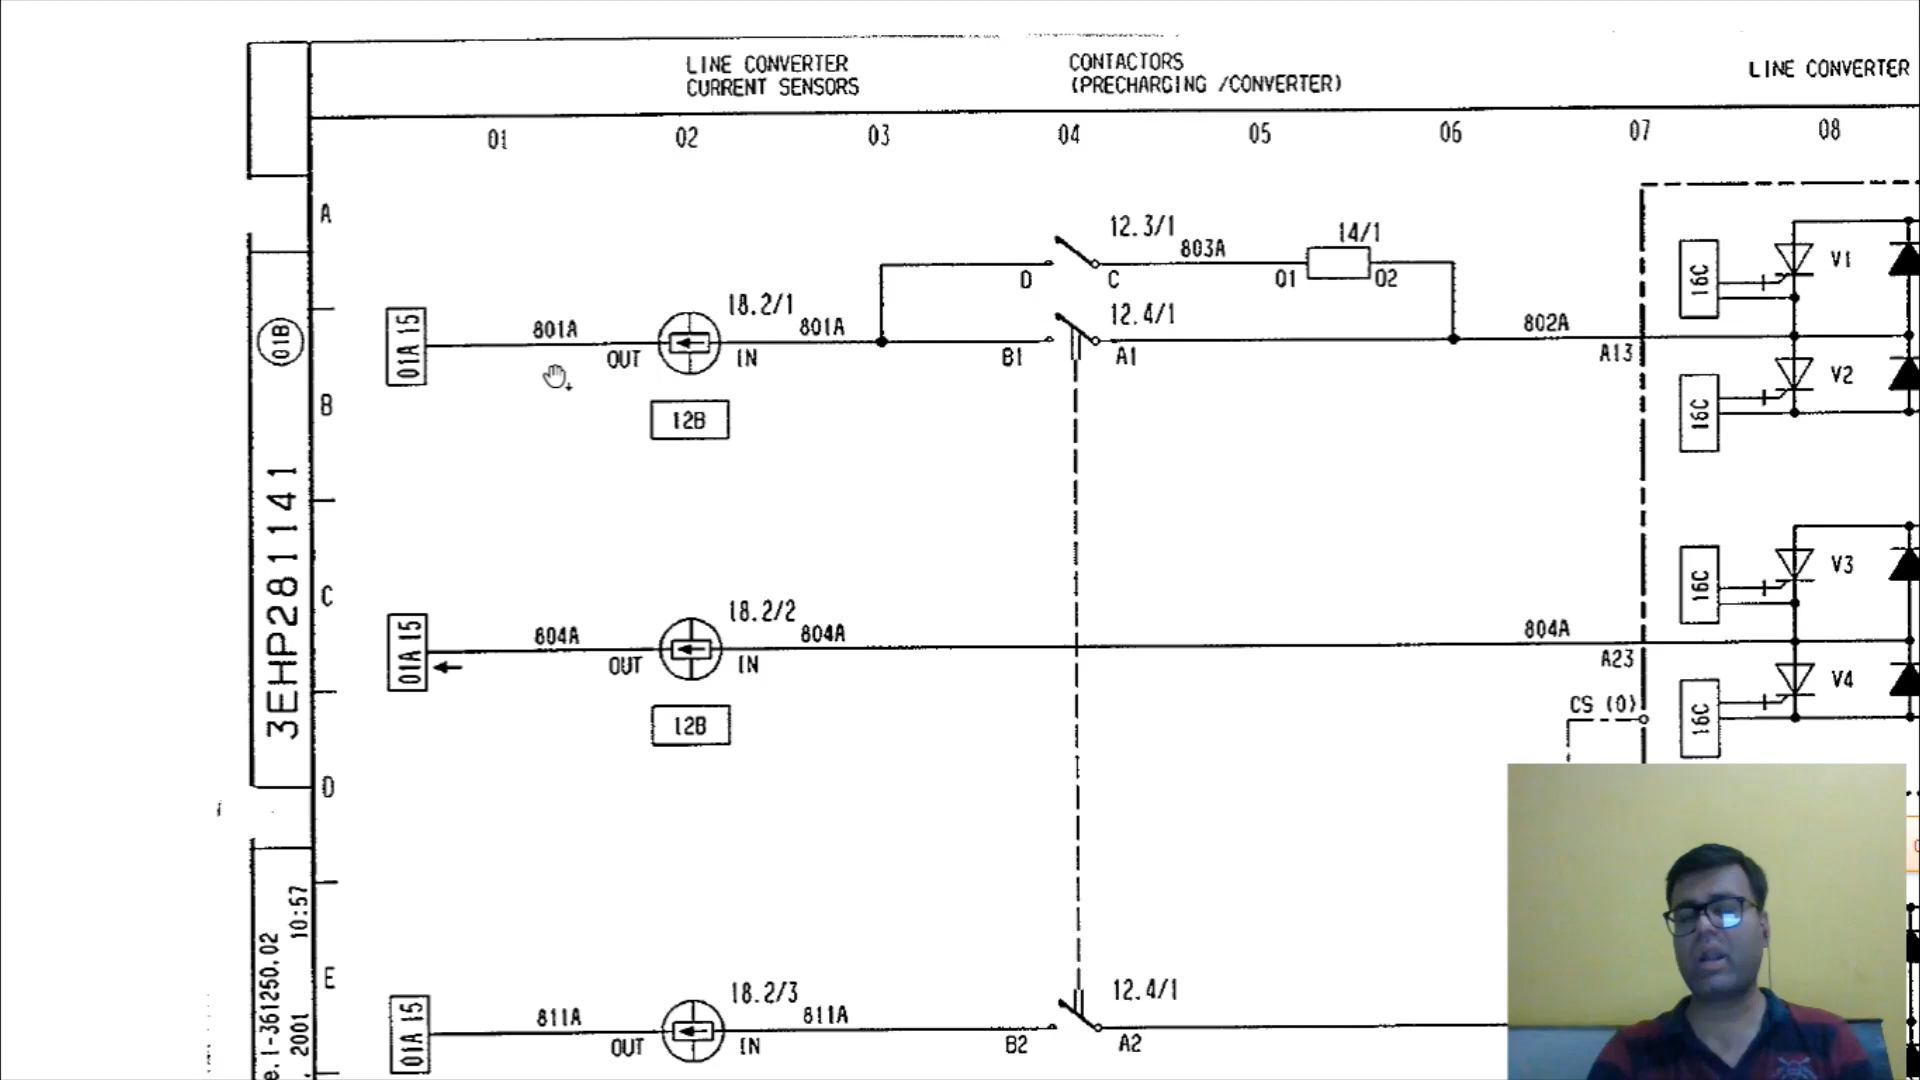 LINE CONVERTER
CURRENT SENSORS
CONTACTORS
(PRECHARGING /CONVERTER)
LINE CONVERTER
01 02 03 04 05 06 07 08
A
12.3/1
803A
14/1
D C 01 02
16C
V1
01B
01A 15
801A
18.2/1
801A
12.4/1
802A
OUT IN
B1 A1
A13
V2
16C
B
12B
3EHP281141
16C
V3
C
01A 15
804A
18.2/2
804A
804A
OUT IN
A23
V4
16C
CS (0)
12B
D
e.1-361250.02
2001 10:57
E
01A 15
811A
18.2/3
811A
12.4/1
OUT IN
B2 A2